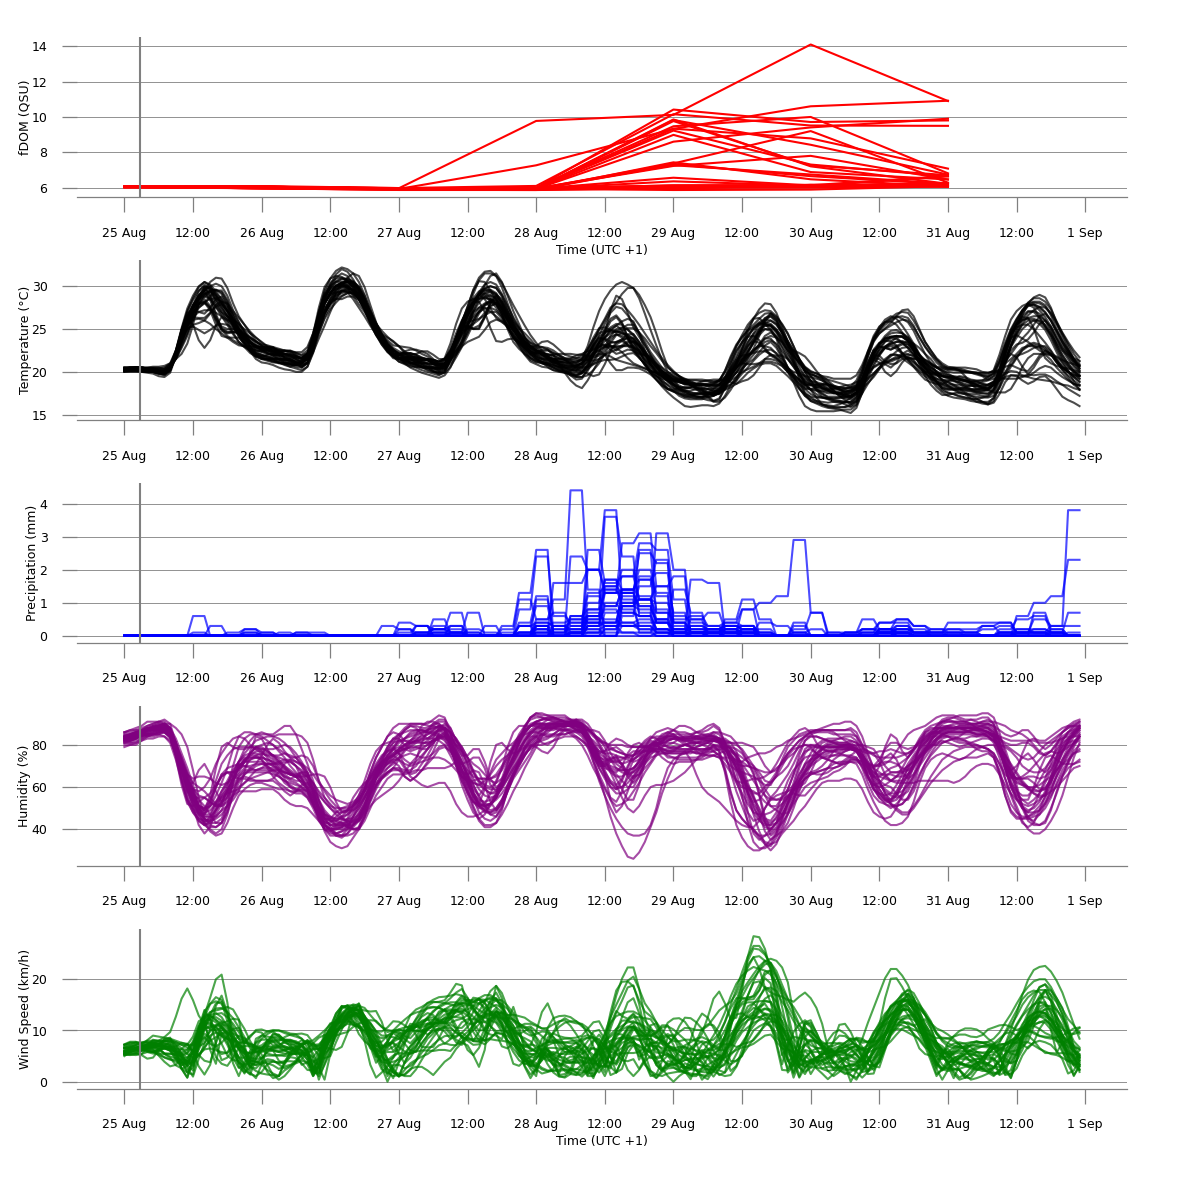 fDOM (QSU)
14
12
10
8
6
25 Aug 12:00 26 Aug 12:00 27 Aug 12:00 28 Aug 12:00 29 Aug 12:00 30 Aug 12:00 31 Aug 12:00 1 Sep
Time (UTC +1)
Temperature (°C)
30
25
20
15
25 Aug 12:00 26 Aug 12:00 27 Aug 12:00 28 Aug 12:00 29 Aug 12:00 30 Aug 12:00 31 Aug 12:00 1 Sep
Precipitation (mm)
4
3
2
1
0
25 Aug 12:00 26 Aug 12:00 27 Aug 12:00 28 Aug 12:00 29 Aug 12:00 30 Aug 12:00 31 Aug 12:00 1 Sep
Humidity (%)
80
60
40
25 Aug 12:00 26 Aug 12:00 27 Aug 12:00 28 Aug 12:00 29 Aug 12:00 30 Aug 12:00 31 Aug 12:00 1 Sep
Wind Speed (km/h)
20
10
0
25 Aug 12:00 26 Aug 12:00 27 Aug 12:00 28 Aug 12:00 29 Aug 12:00 30 Aug 12:00 31 Aug 12:00 1 Sep
Time (UTC +1)